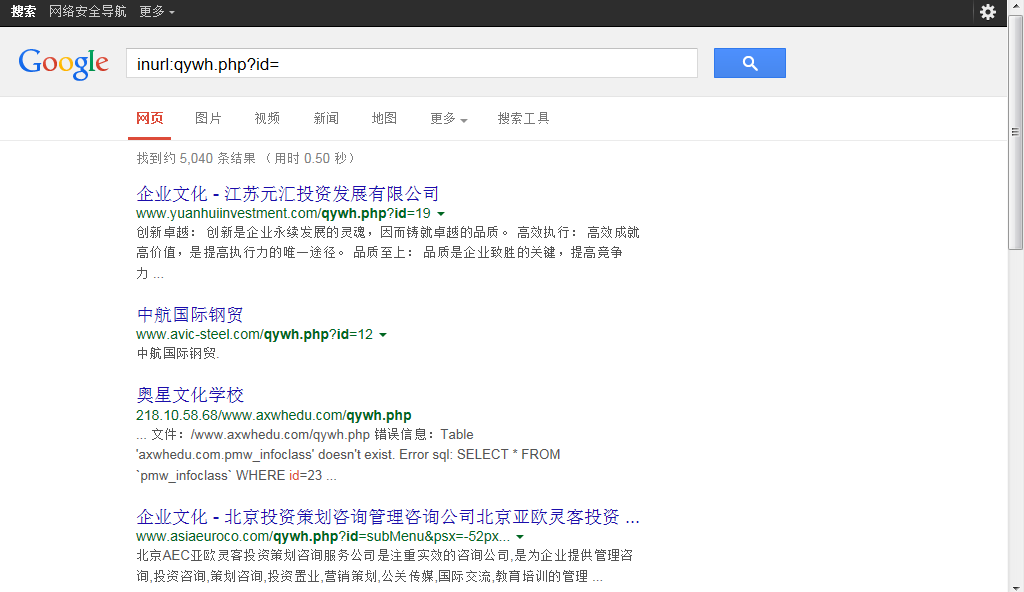 搜索 网络安全导航 更多
Google inurl:qywh.php?id=
网页 图片 视频 新闻 地图 更多 搜索工具
找到约 5,040 条结果 （用时 0.50 秒）
企业文化 - 江苏元汇投资发展有限公司
www.yuanhuiinvestment.com/qywh.php?id=19
创新卓越： 创新是企业永续发展的灵魂，因而铸就卓越的品质。 高效执行： 高效成就
高价值，是提高执行力的唯一途径。 品质至上： 品质是企业致胜的关键，提高竞争
力 ...
中航国际钢贸
www.avic-steel.com/qywh.php?id=12
中航国际钢贸.
奥星文化学校
218.10.58.68/www.axwhedu.com/qywh.php
... 文件：/www.axwhedu.com/qywh.php 错误信息：Table
'axwhedu.com.pmw_infoclass' doesn't exist. Error sql: SELECT * FROM
`pmw_infoclass` WHERE id=23 ...
企业文化 - 北京投资策划咨询管理咨询公司北京亚欧灵客投资 ...
www.asiaeuroco.com/qywh.php?id=subMenu&psx=-52px...
北京AEC亚欧灵客投资策划咨询服务公司是注重实效的咨询公司,是为企业提供管理咨
询,投资咨询,策划咨询,投资置业,营销策划,公关传媒,国际交流,教育培训的管理 ...